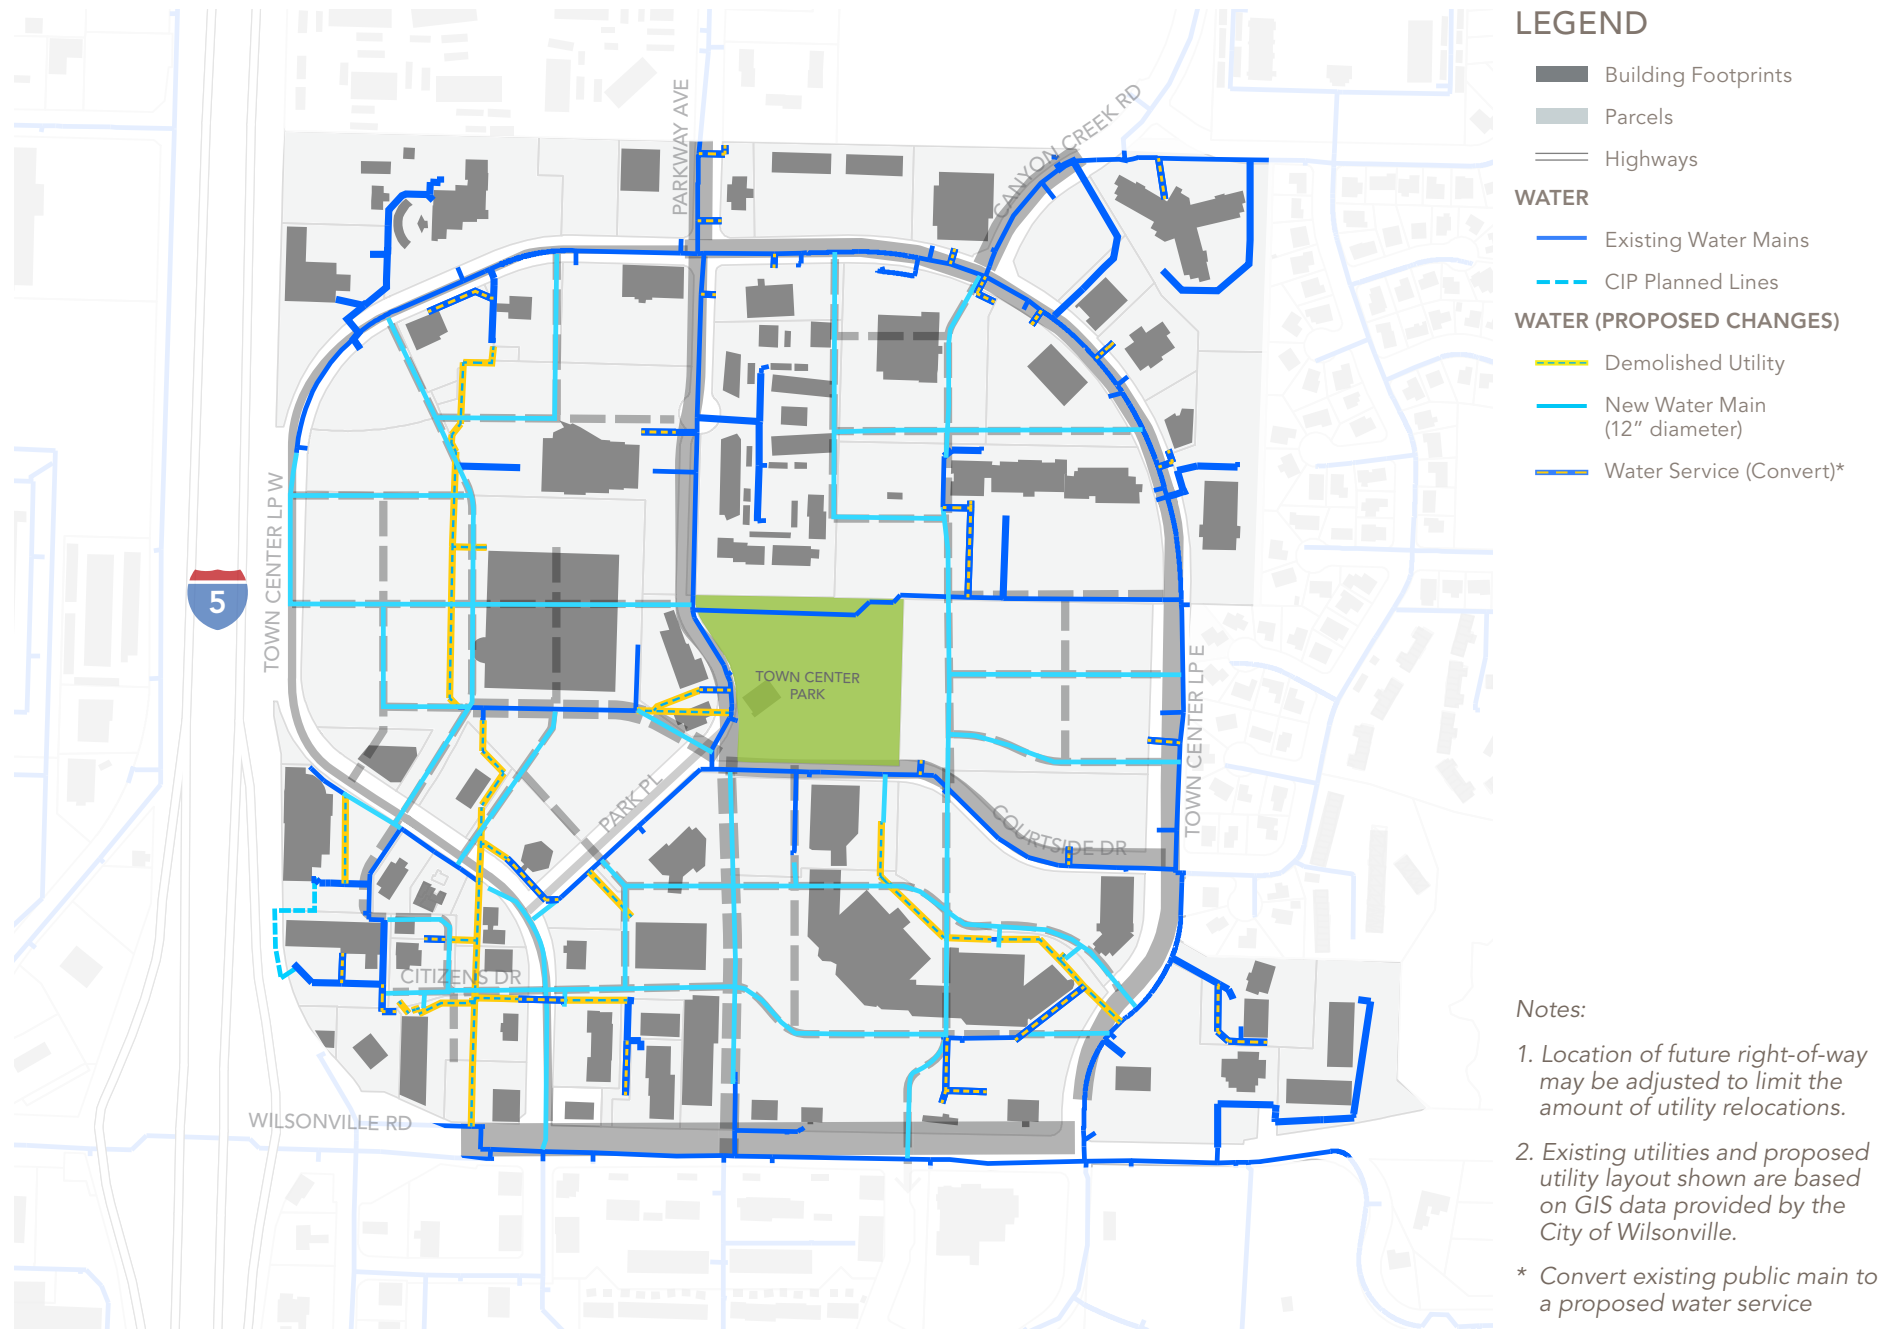 LEGEND
Building Footprints
Parcels
Highways
WATER
Existing Water Mains
CIP Planned Lines
WATER (PROPOSED CHANGES)
Demolished Utility
New Water Main
(12” diameter)
Water Service (Convert)*
PARKWAY AVE
CANYON CREEK RD
TOWN CENTER LP W
5
TOWN CENTER
PARK
TOWN CENTER LP E
PARK PL
COURTSIDE DR
CITIZENS DR
WILSONVILLE RD
Notes:
1. Location of future right-of-way
may be adjusted to limit the
amount of utility relocations.
2. Existing utilities and proposed
utility layout shown are based
on GIS data provided by the
City of Wilsonville.
* Convert existing public main to
a proposed water service